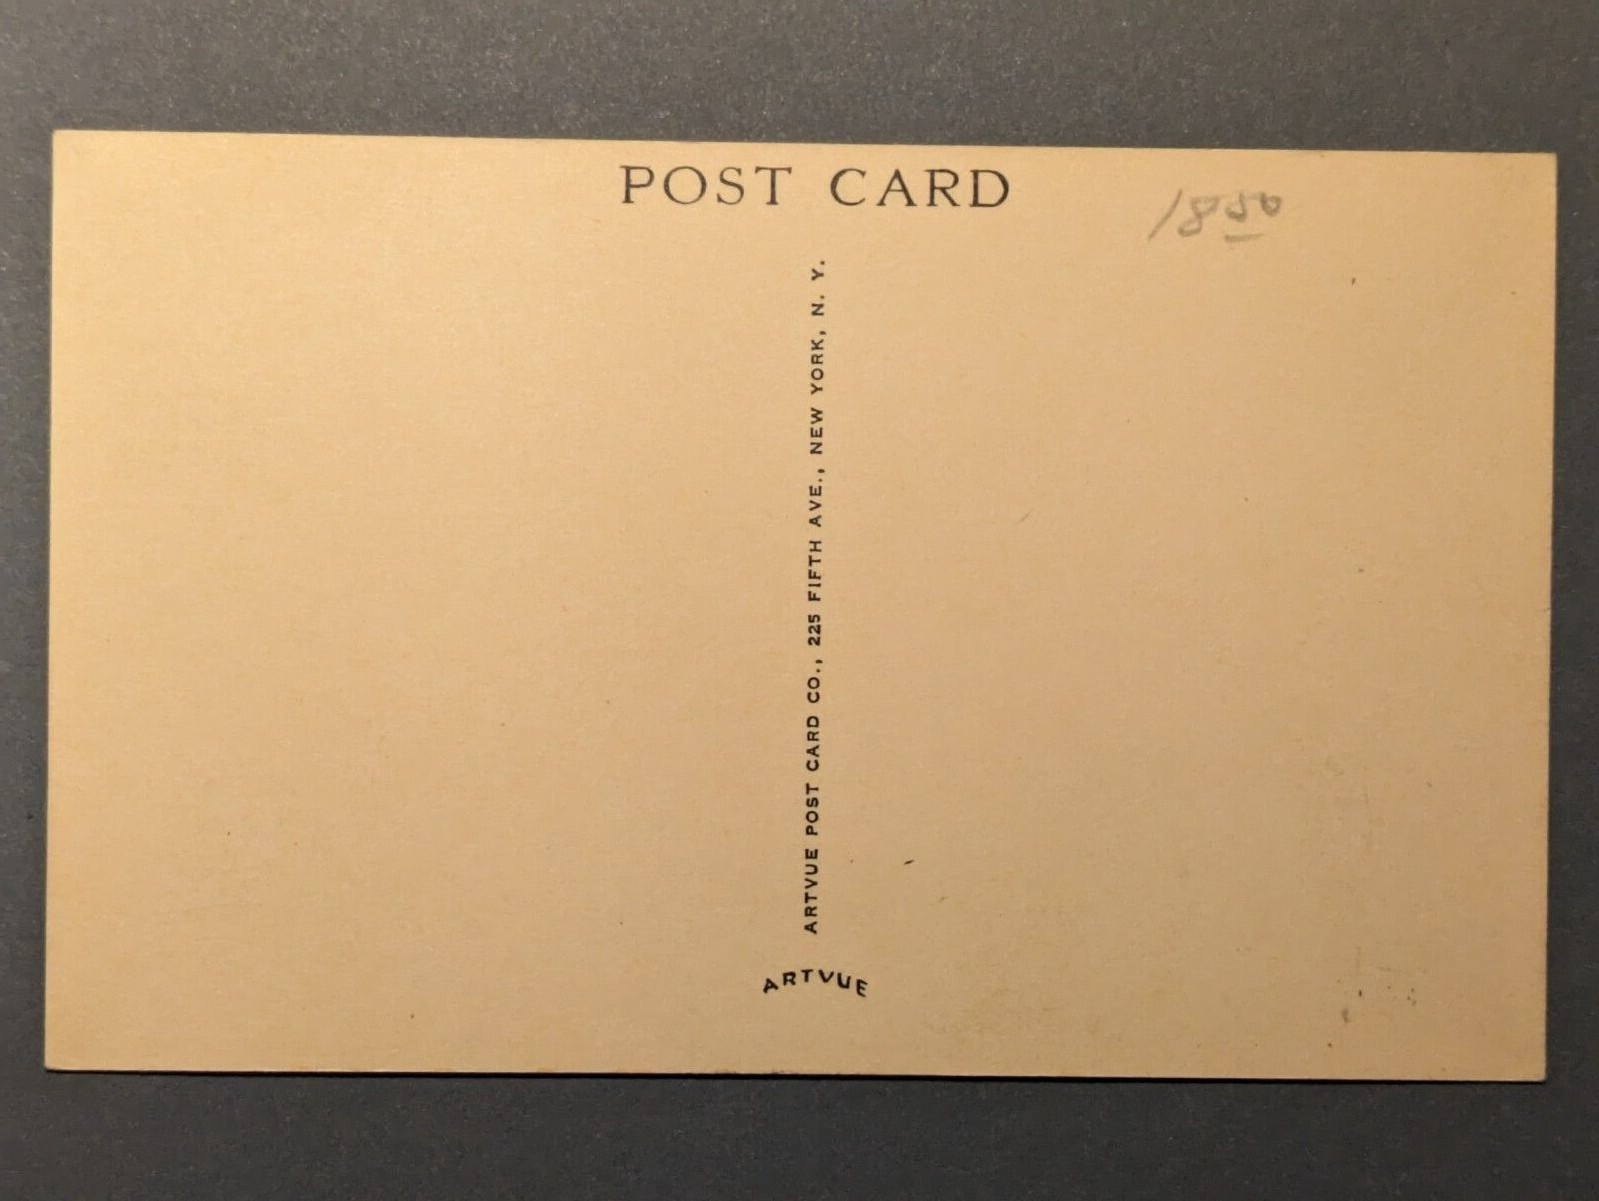 POST CARD
1850
ARTVUE POST CARD CO., 225 FIFTH AVE., NEW YORK, N. Y.
ARTVUE